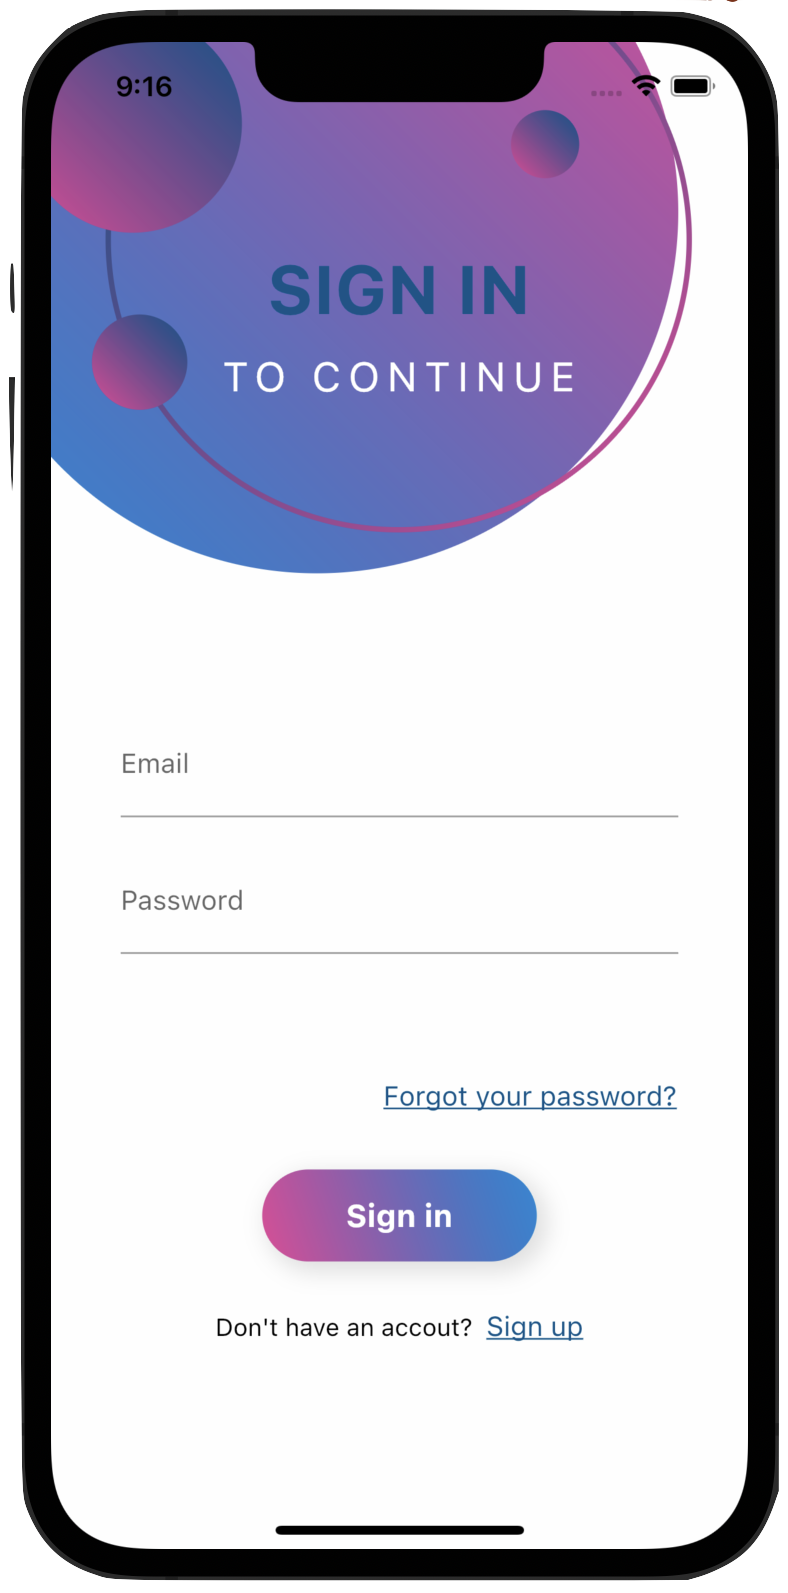 9:16
SIGN IN
TO CONTINUE
Email
Password
Forgot your password?
Sign in
Don't have an accout? Sign up